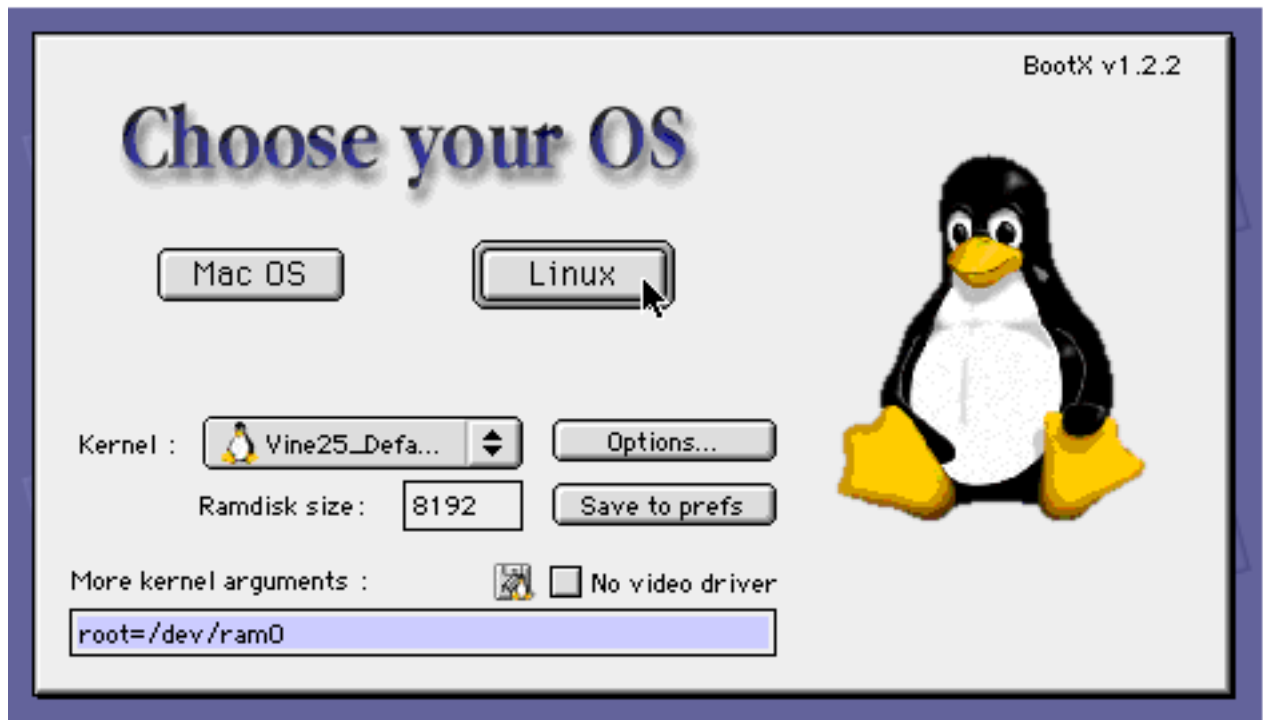 BootX v1.2.2
Choose your OS
Mac OS
Linux
Kernel :
Vine25_Defa...
Options...
Ramdisk size:
8192
Save to prefs
More kernel arguments :
No video driver
root=/dev/ram0